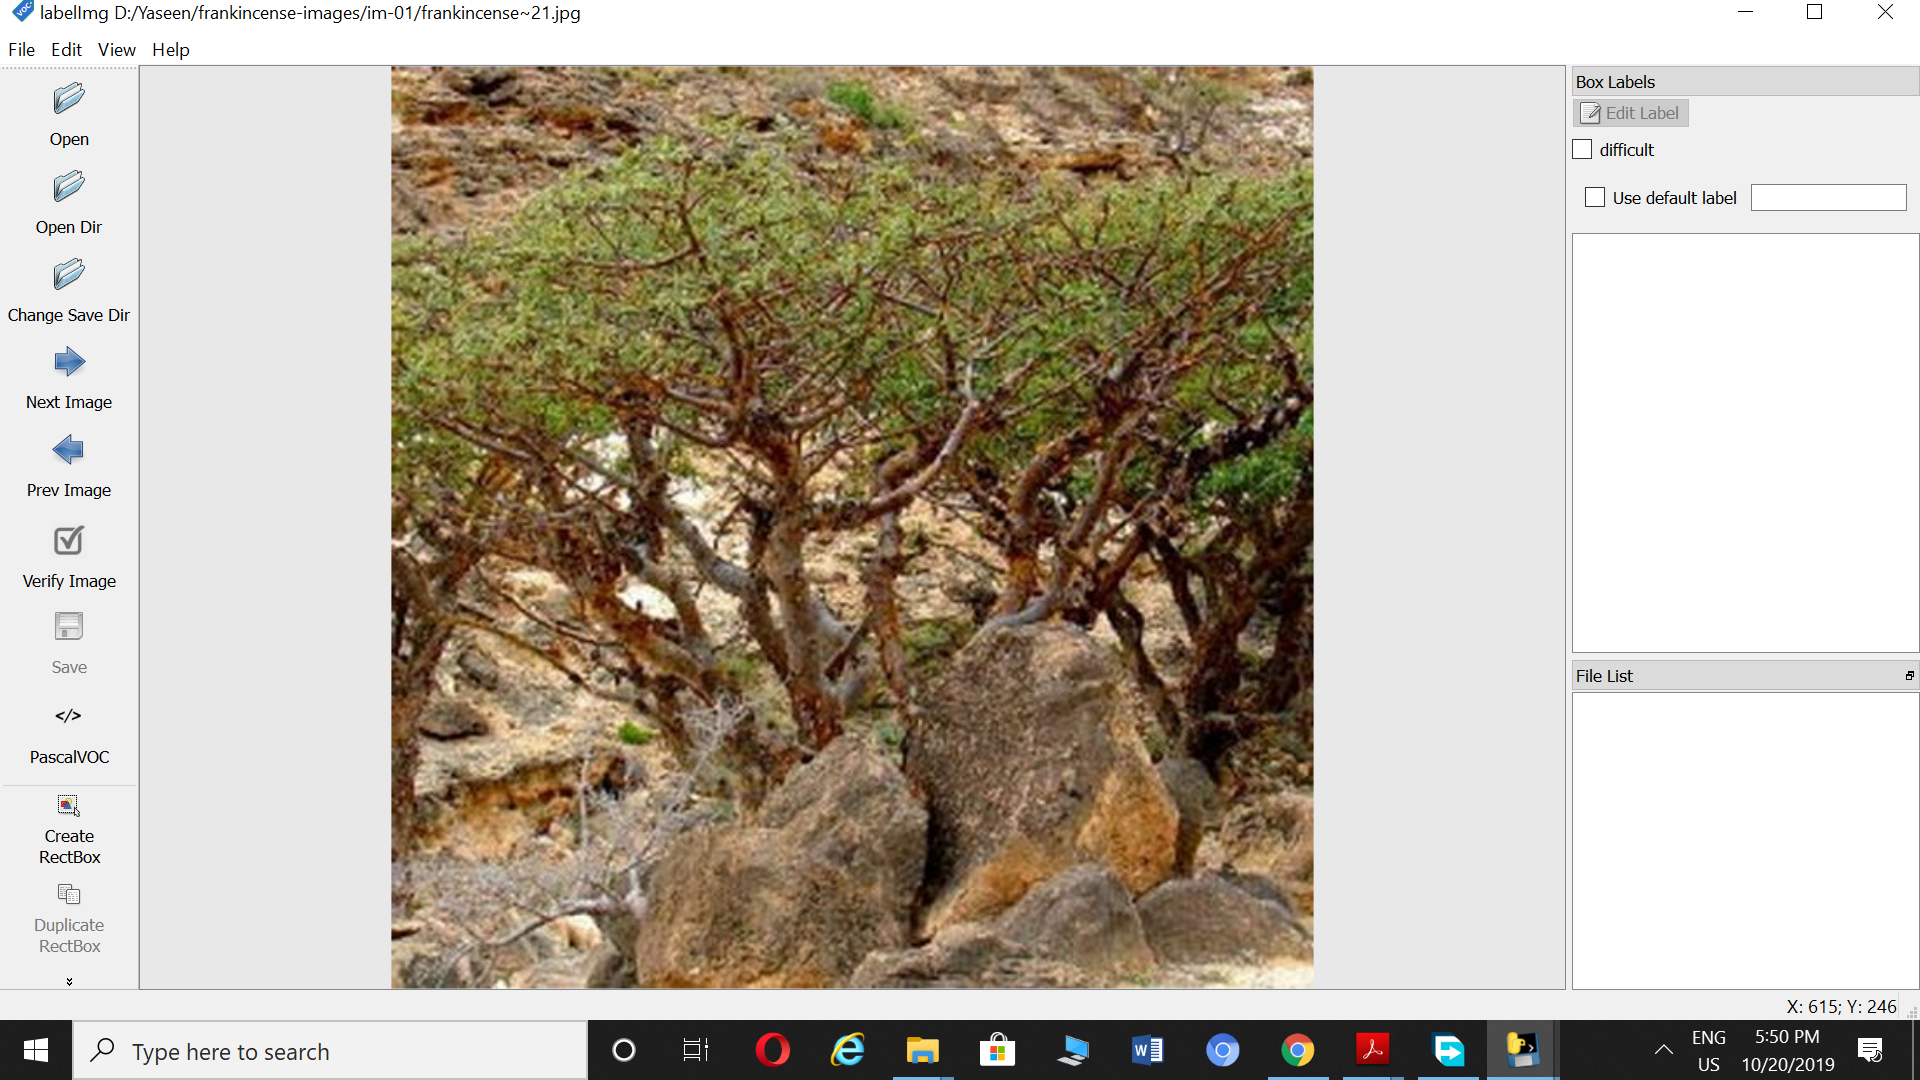 labelImg D:/Yaseen/frankincense-images/im-01/frankincense~21.jpg
File Edit View Help
Open
Open Dir
Change Save Dir
Next Image
Prev Image
Verify Image
Save
</>
PascalVOC
Create
RectBox
Duplicate
RectBox
Box Labels
Edit Label
difficult
Use default label
File List
X: 615; Y: 246
Type here to search
ENG
US
5:50 PM
10/20/2019